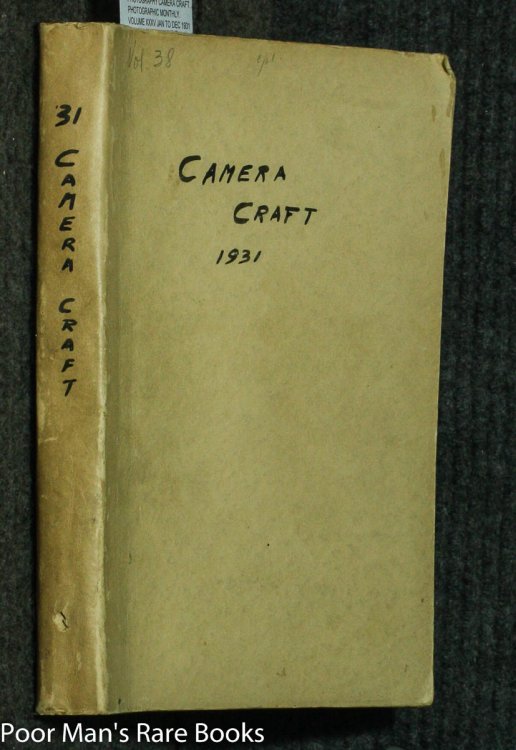 PHOTOGRAPHY CAMERA CRAFT
PHOTOGRAPHIC MONTHLY.
VOLUME XXXV JAN TO DEC 1931
Vol. 38
'31 CAMERA CRAFT
CAMERA
CRAFT
1931
Poor Man's Rare Books